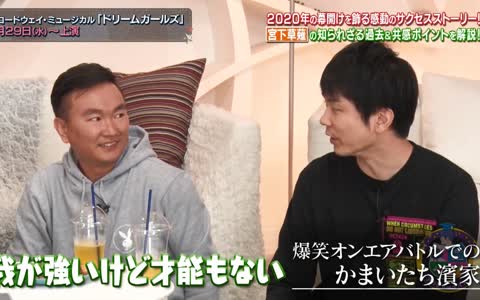 ロードウェイ・ミュージカル「ドリームガールズ」
月29日(水)～上演
2020年の幕開けを飾る感動のサクセスストーリー!
宮下草薙の知られざる過去&共感ポイントを解説!
我が強いけど才能もない
爆笑オンエアバトルでの
かまいたち濱家